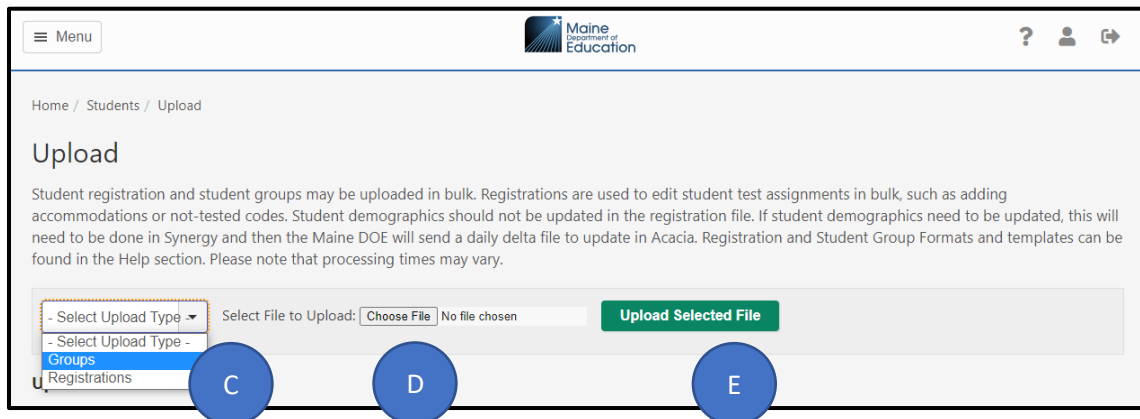 Menu
Maine
Department of
Education
?
Home / Students / Upload
Upload
Student registration and student groups may be uploaded in bulk. Registrations are used to edit student test assignments in bulk, such as adding
accommodations or not-tested codes. Student demographics should not be updated in the registration file. If student demographics need to be updated, this will
need to be done in Synergy and then the Maine DOE will send a daily delta file to update in Acacia. Registration and Student Group Formats and templates can be
found in the Help section. Please note that processing times may vary.
- Select Upload Type - Select File to Upload: Choose File No file chosen Upload Selected File
- Select Upload Type -
Groups
Registrations
C D E